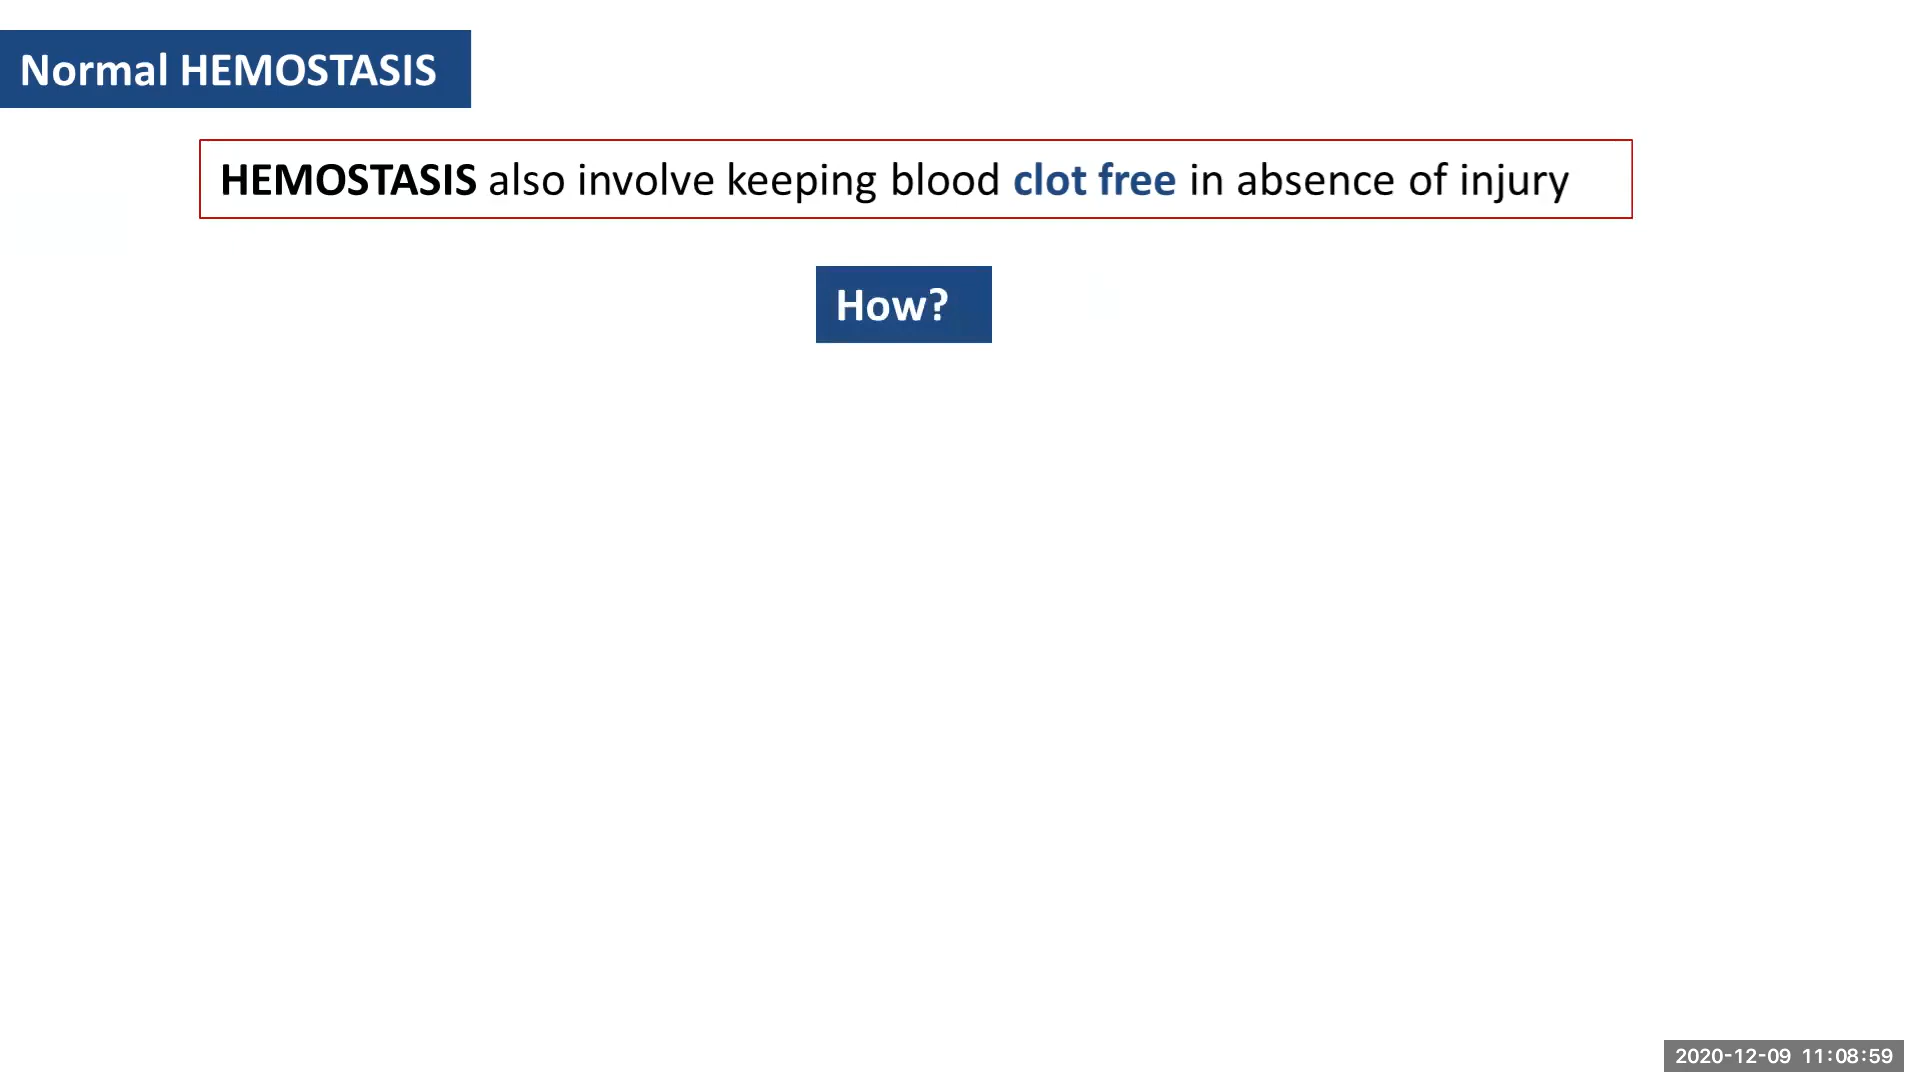 Normal HEMOSTASIS
HEMOSTASIS also involve keeping blood clot free in absence of injury
How?
2020-12-09 11:08:59